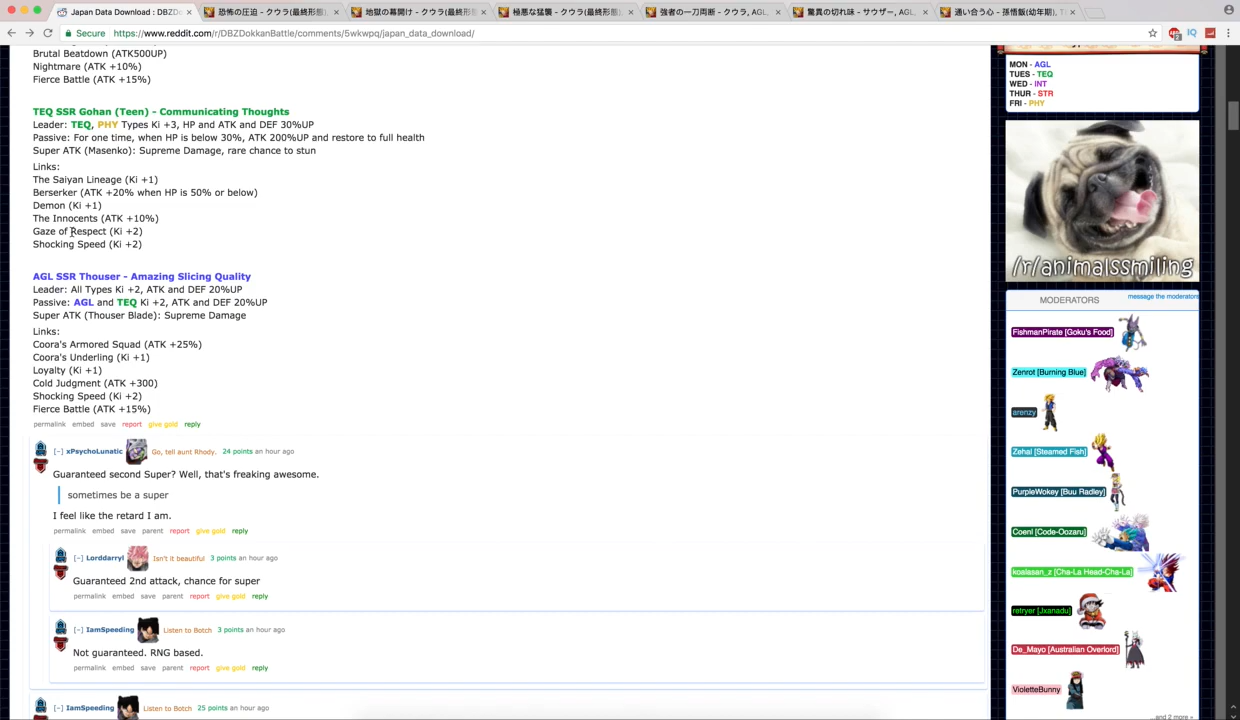 Japan Data Download : DBZDo
恐怖の圧迫 - クウラ(最終形態),
地獄の幕開け - クウラ(最終形
極悪な猛襲 - クウラ(最終形態),
強者の一刀両断 - クウラ, AGL,
驚異の切れ味 - サウザー, AGL,
通い合う心 - 孫悟飯(幼年期), T
Secure
https://www.reddit.com/r/DBZDokkanBattle/comments/5wkwpq/japan_data_download/
Brutal Beatdown (ATK500UP)
Nightmare (ATK +10%)
Fierce Battle (ATK +15%)
TEQ SSR Gohan (Teen) - Communicating Thoughts
Leader: TEQ, PHY Types Ki +3, HP and ATK and DEF 30%UP
Passive: For one time, when HP is below 30%, ATK 200%UP and restore to full health
Super ATK (Masenko): Supreme Damage, rare chance to stun
Links:
The Saiyan Lineage (Ki +1)
Berserker (ATK +20% when HP is 50% or below)
Demon (Ki +1)
The Innocents (ATK +10%)
Gaze of Respect (Ki +2)
Shocking Speed (Ki +2)
AGL SSR Thouser - Amazing Slicing Quality
Leader: All Types Ki +2, ATK and DEF 20%UP
Passive: AGL and TEQ Ki +2, ATK and DEF 20%UP
Super ATK (Thouser Blade): Supreme Damage
Links:
Coora's Armored Squad (ATK +25%)
Coora's Underling (Ki +1)
Loyalty (Ki +1)
Cold Judgment (ATK +300)
Shocking Speed (Ki +2)
Fierce Battle (ATK +15%)
permalink embed save report give gold reply
[–] xPsychoLunatic Go, tell aunt Rhody. 24 points an hour ago
Guaranteed second Super? Well, that's freaking awesome.
sometimes be a super
I feel like the retard I am.
permalink embed save parent report give gold reply
[–] Lorddarryl Isn't it beautiful 3 points an hour ago
Guaranteed 2nd attack, chance for super
permalink embed save parent report give gold reply
[–] IamSpeeding Listen to Botch 3 points an hour ago
Not guaranteed. RNG based.
permalink embed save parent report give gold reply
[–] IamSpeeding Listen to Botch 25 points an hour ago
MON - AGL
TUES - TEQ
WED - INT
THUR - STR
FRI - PHY
/r/animalssmiling
MODERATORS
message the moderators
FishmanPirate [Goku's Food]
Zenrot [Burning Blue]
arenzy
Zehal [Steamed Fish]
PurpleWokey [Buu Radley]
Coenl [Code-Oozaru]
koalasan_z [Cha-La Head-Cha-La]
retryer [Jxanadu]
De_Mayo [Australian Overlord]
VioletteBunny
...and 2 more »